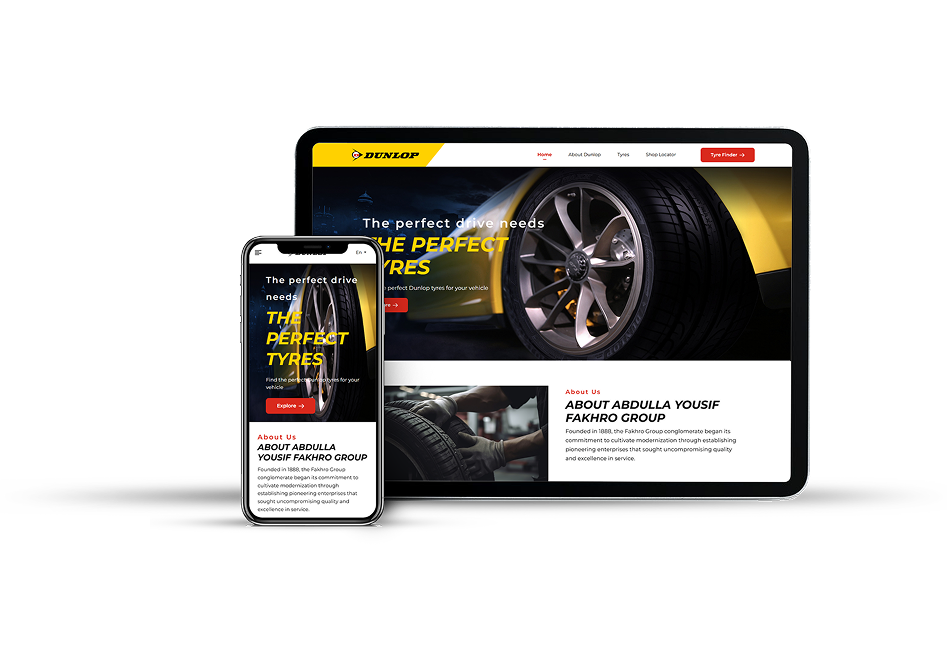 DUNLOP
Home
About Dunlop
Tyres
Shop Locator
Tyre Finder
The perfect drive needs
THE PERFECT
TYRES
perfect Dunlop tyres for your vehicle
ABOUT US
ABOUT ABDULLA YOUSIF
FAKHRO GROUP
Founded in 1888, the Fakhro Group conglomerate began its
commitment to cultivate modernization through establishing
pioneering enterprises that sought uncompromising quality
and excellence in service.
En
The perfect drive
needs
THE
PERFECT
TYRES
Find the perfect Dunlop tyres for your
vehicle
Explore
About Us
ABOUT ABDULLA
YOUSIF FAKHRO GROUP
Founded in 1888, the Fakhro Group
conglomerate began its commitment to
cultivate modernization through
establishing pioneering enterprises that
sought uncompromising quality and
excellence in service.